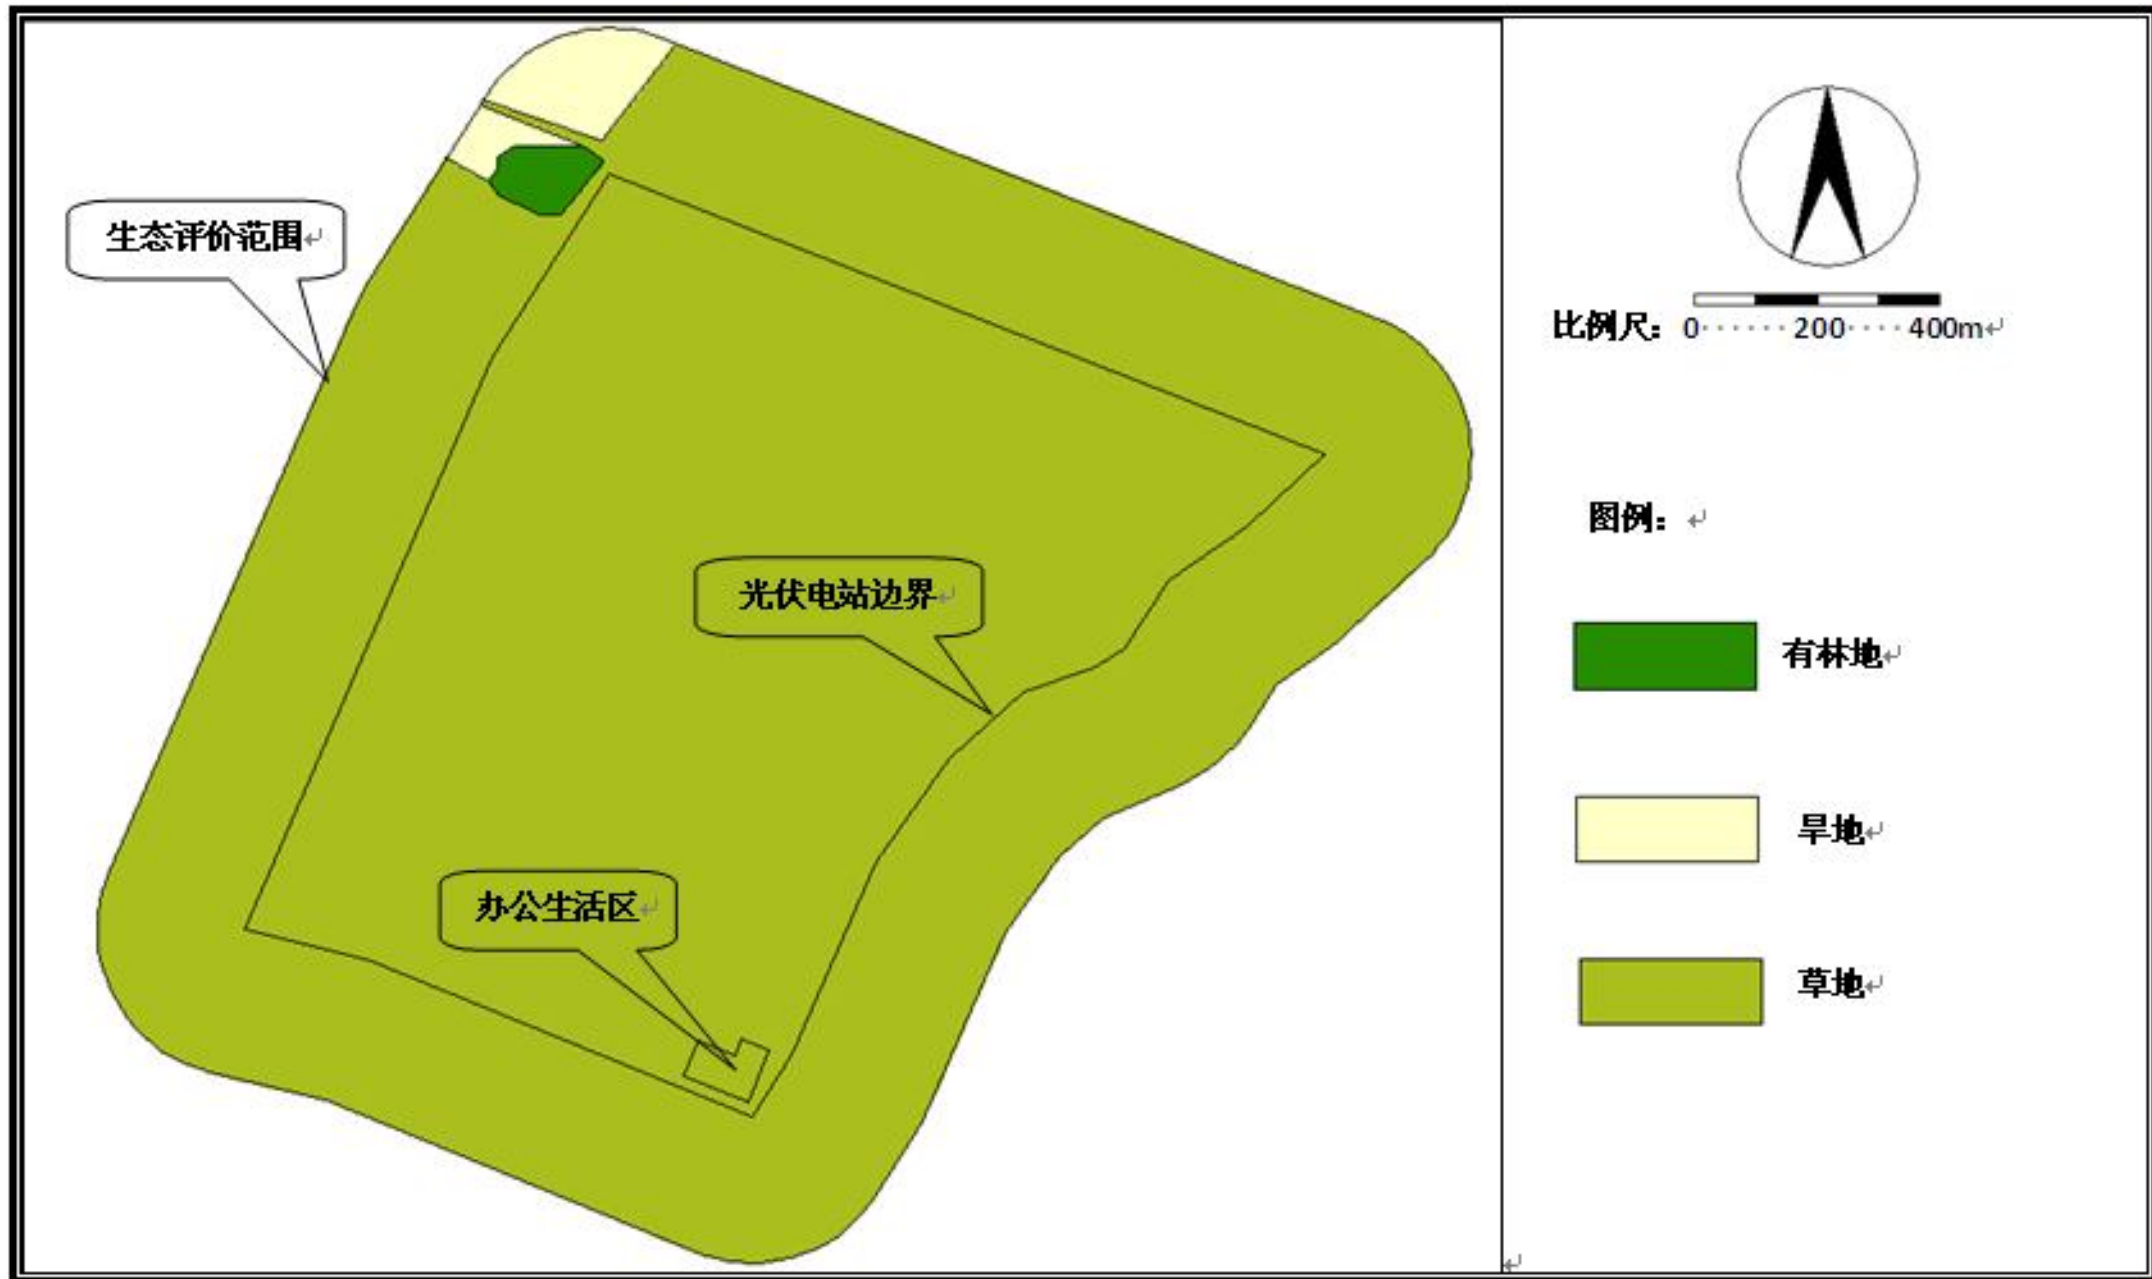 生态评价范围
光伏电站边界
办公生活区
比例尺：0······200····400m
图例：
有林地
旱地
草地